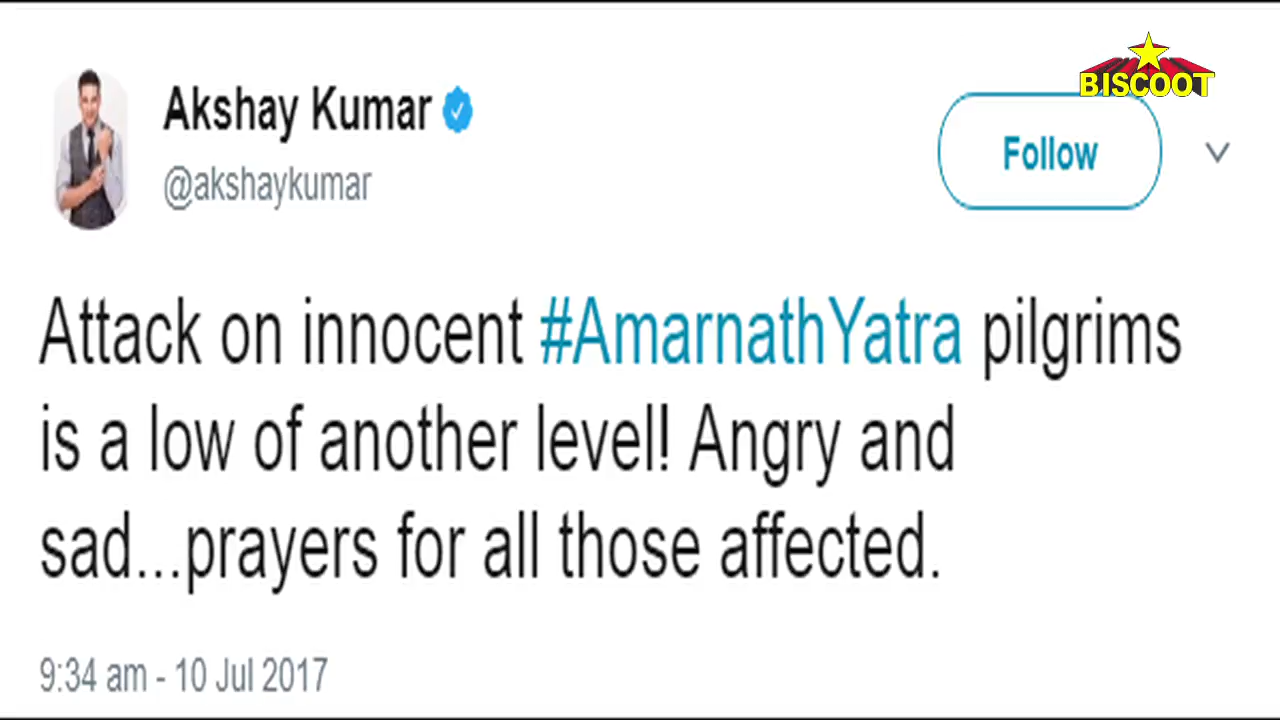 BISCOOT
Akshay Kumar
@akshaykumar
Follow
Attack on innocent #AmarnathYatra pilgrims
is a low of another level! Angry and
sad...prayers for all those affected.
9:34 am - 10 Jul 2017